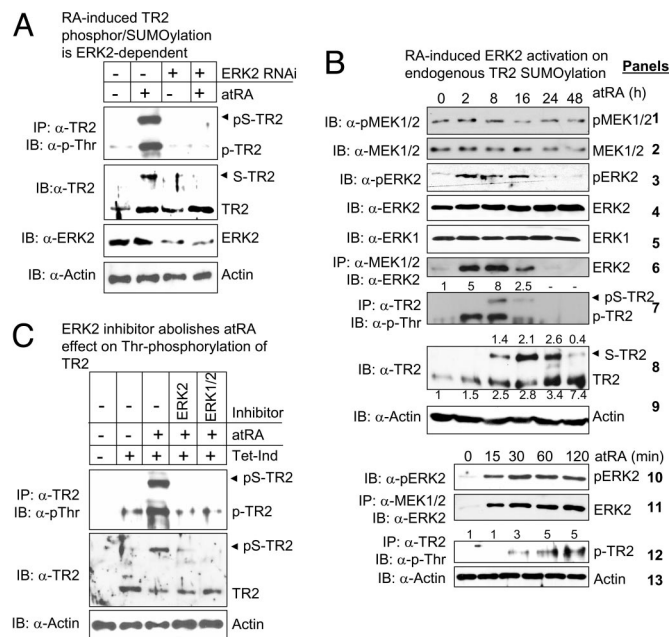 A
RA-induced TR2
phosphor/SUMOylation
is ERK2-dependent
- - + + ERK2 RNAi
- + - + atRA
IP: α-TR2
IB: α-p-Thr
◄ pS-TR2
p-TR2
IB:α-TR2
◄ S-TR2
TR2
IB: α-ERK2 ERK2
IB: α-Actin Actin
C
ERK2 inhibitor abolishes atRA
effect on Thr-phosphorylation of
TR2
- - - ERK2 ERK1/2 Inhibitor
- - + + + atRA
- + + + + Tet-Ind
IP: α-TR2
IB: α-pThr
◄ pS-TR2
p-TR2
IB: α-TR2
◄ pS-TR2
TR2
IB: α-Actin Actin
B
RA-induced ERK2 activation on
endogenous TR2 SUMOylation
Panels
0 2 8 16 24 48 atRA (h)
IB: α-pMEK1/2 pMEK1/2 1
IB: α-MEK1/2 MEK1/2 2
IB: α-pERK2 pERK2 3
IB: α-ERK2 ERK2 4
IB: α-ERK1 ERK1 5
IP: α-MEK1/2
IB: α-ERK2
ERK2 6
1 5 8 2.5 - -
IP: α-TR2
IB: α-p-Thr
◄ pS-TR2
p-TR2
7
1.4 2.1 2.6 0.4
IB: α-TR2
◄ S-TR2
TR2
8
1 1.5 2.5 2.8 3.4 7.4
9
IB: α-Actin Actin
0 15 30 60 120 atRA (min)
IB: α-pERK2 pERK2 10
IP: α-MEK1/2
IB: α-ERK2
ERK2 11
1 1 3 5 5
IP: α-TR2
IB: α-p-Thr
p-TR2 12
IB: α-Actin Actin 13